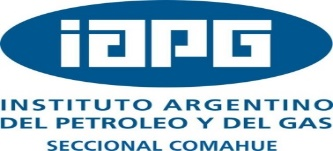 iAPG
INSTITUTO ARGENTINO
DEL PETROLEO Y DEL GAS
SECCIONAL COMAHUE